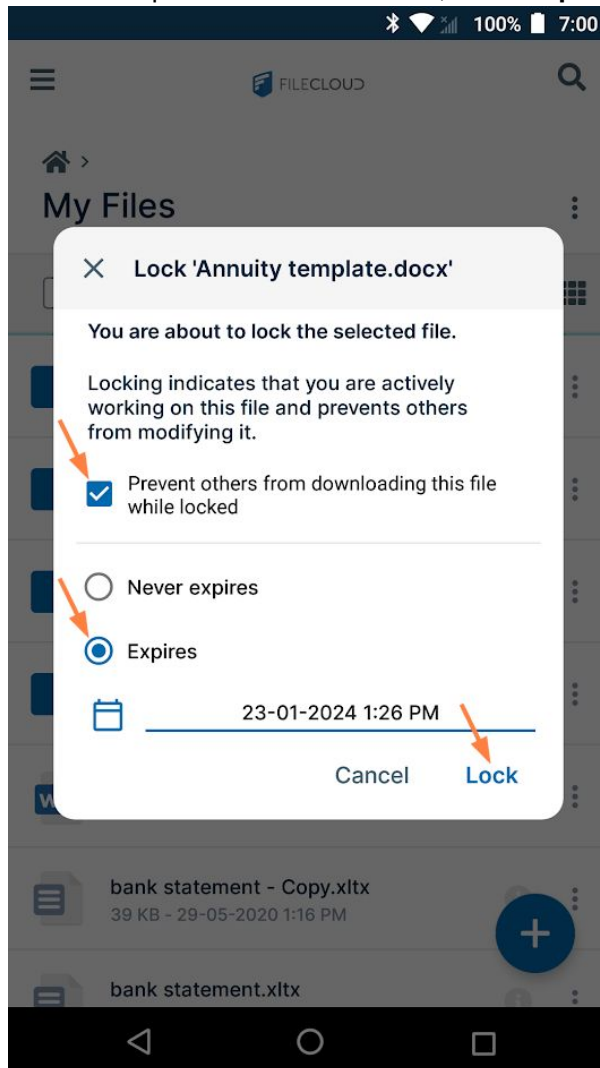 100% 7:00
FILECLOUD
My Files
Lock 'Annuity template.docx'
You are about to lock the selected file.
Locking indicates that you are actively
working on this file and prevents others
from modifying it.
Prevent others from downloading this file
while locked
Never expires
Expires
23-01-2024 1:26 PM
Cancel Lock
W
bank statement - Copy.xltx
39 KB - 29-05-2020 1:16 PM
bank statement.xltx